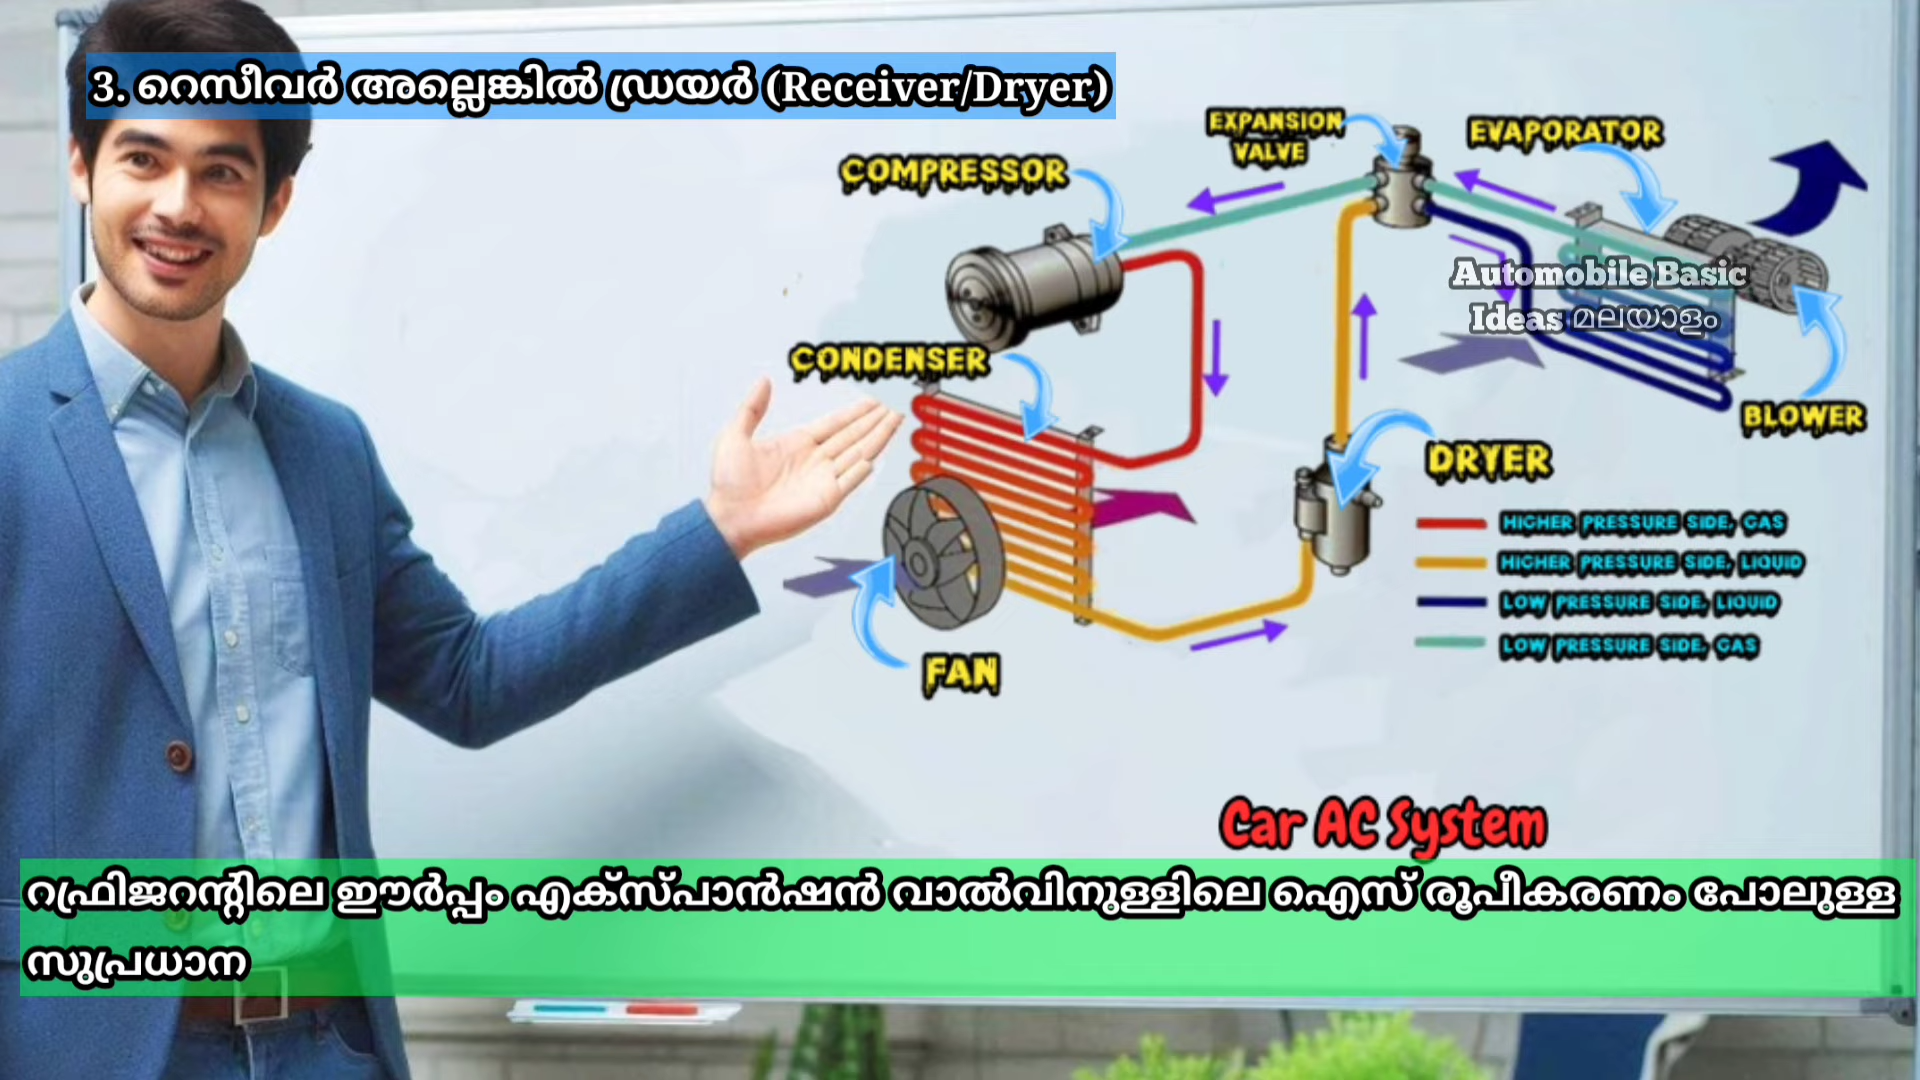 3. റെസീവർ അല്ലെങ്കിൽ ഡ്രയർ (Receiver/Dryer)
EXPANSION
VALVE
EVAPORATOR
COMPRESSOR
Automobile Basic
Ideas മലയാളം
CONDENSER
BLOWER
DRYER
HIGHER PRESSURE SIDE, GAS
HIGHER PRESSURE SIDE, LIQUID
LOW PRESSURE SIDE, LIQUID
LOW PRESSURE SIDE, GAS
FAN
Car AC System
റഫ്രിജറന്റിലെ ഈർപ്പം എക്സ്പാൻഷൻ വാൽവിനുള്ളിലെ ഐസ് രൂപീകരണം പോലുള്ള
സുപ്രധാന